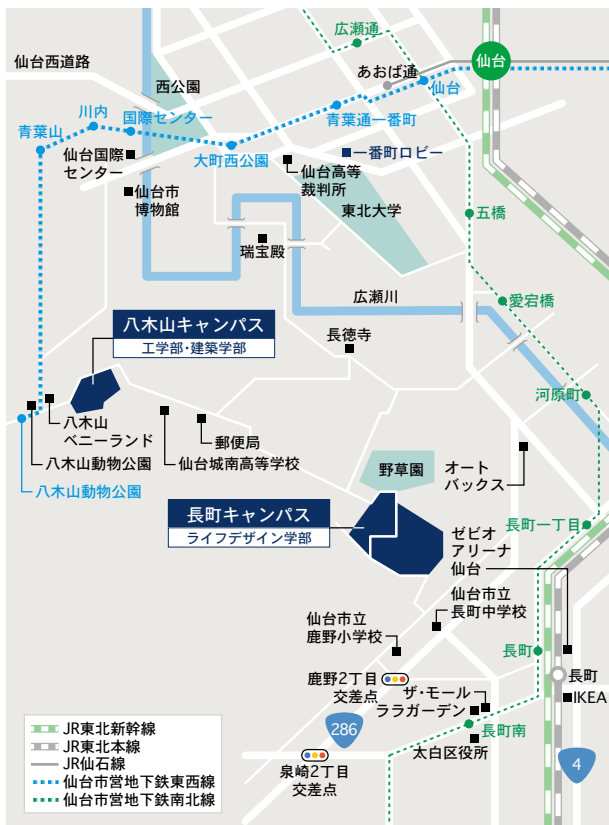 広瀬通
仙台西道路
西公園
あおば通
仙台
仙台
川内
国際センター
青葉山
青葉通一番町
大町西公園
一番町ロビー
仙台国際
センター
仙台高等
裁判所
仙台市
博物館
東北大学
五橋
瑞宝殿
広瀬川
愛宕橋
八木山キャンパス
工学部・建築学部
長徳寺
河原町
八木山
ベニーランド
郵便局
八木山動物公園
仙台城南高等学校
八木山動物公園
野草園
オート
バックス
長町キャンパス
ライフデザイン学部
長町一丁目
ゼビオ
アリーナ
仙台
仙台市立
長町中学校
仙台市立
鹿野小学校
長町
長町
鹿野2丁目
交差点
ザ・モール
ララガーデン
IKEA
長町南
太白区役所
286
泉崎2丁目
交差点
4
JR東北新幹線
JR東北本線
JR仙石線
仙台市営地下鉄東西線
仙台市営地下鉄南北線